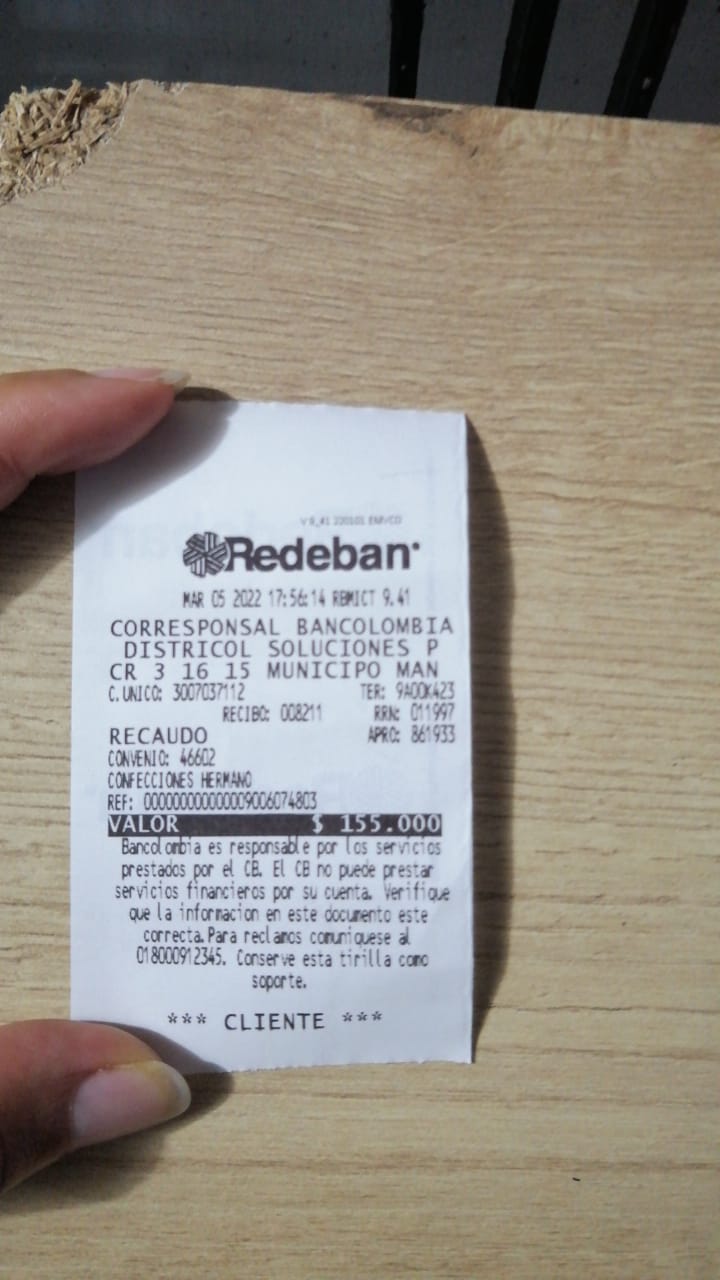 V 9_41 220101 EMVCO
Redeban
MAR 05 2022 17:56:14 RBMICT 9.41
CORRESPONSAL BANCOLOMBIA
DISTRICOL SOLUCIONES P
CR 3 16 15 MUNICIPO MAN
C.UNICO: 3007037112 TER: 9A00K423
RECIBO: 008211 RRN: 011997
RECAUDO APRO: 861933
CONVENIO: 46602
CONFECCIONES HERMANO
REF: 000000000000009006074803
VALOR $ 155.000
Bancolombia es responsable por los servicios
prestados por el CB. El CB no puede prestar
servicios financieros por su cuenta. Verifique
que la informacion en este documento este
correcta.Para reclamos comuniquese al
018000912345. Conserve esta tirilla como
soporte.
*** CLIENTE ***